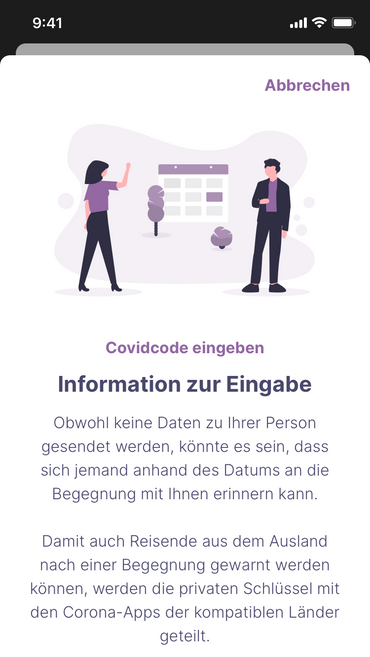 9:41
Abbrechen
Covidcode eingeben
Information zur Eingabe
Obwohl keine Daten zu Ihrer Person
gesendet werden, könnte es sein, dass
sich jemand anhand des Datums an die
Begegnung mit Ihnen erinnern kann.
Damit auch Reisende aus dem Ausland
nach einer Begegnung gewarnt werden
können, werden die privaten Schlüssel mit
den Corona-Apps der kompatiblen Länder
geteilt.